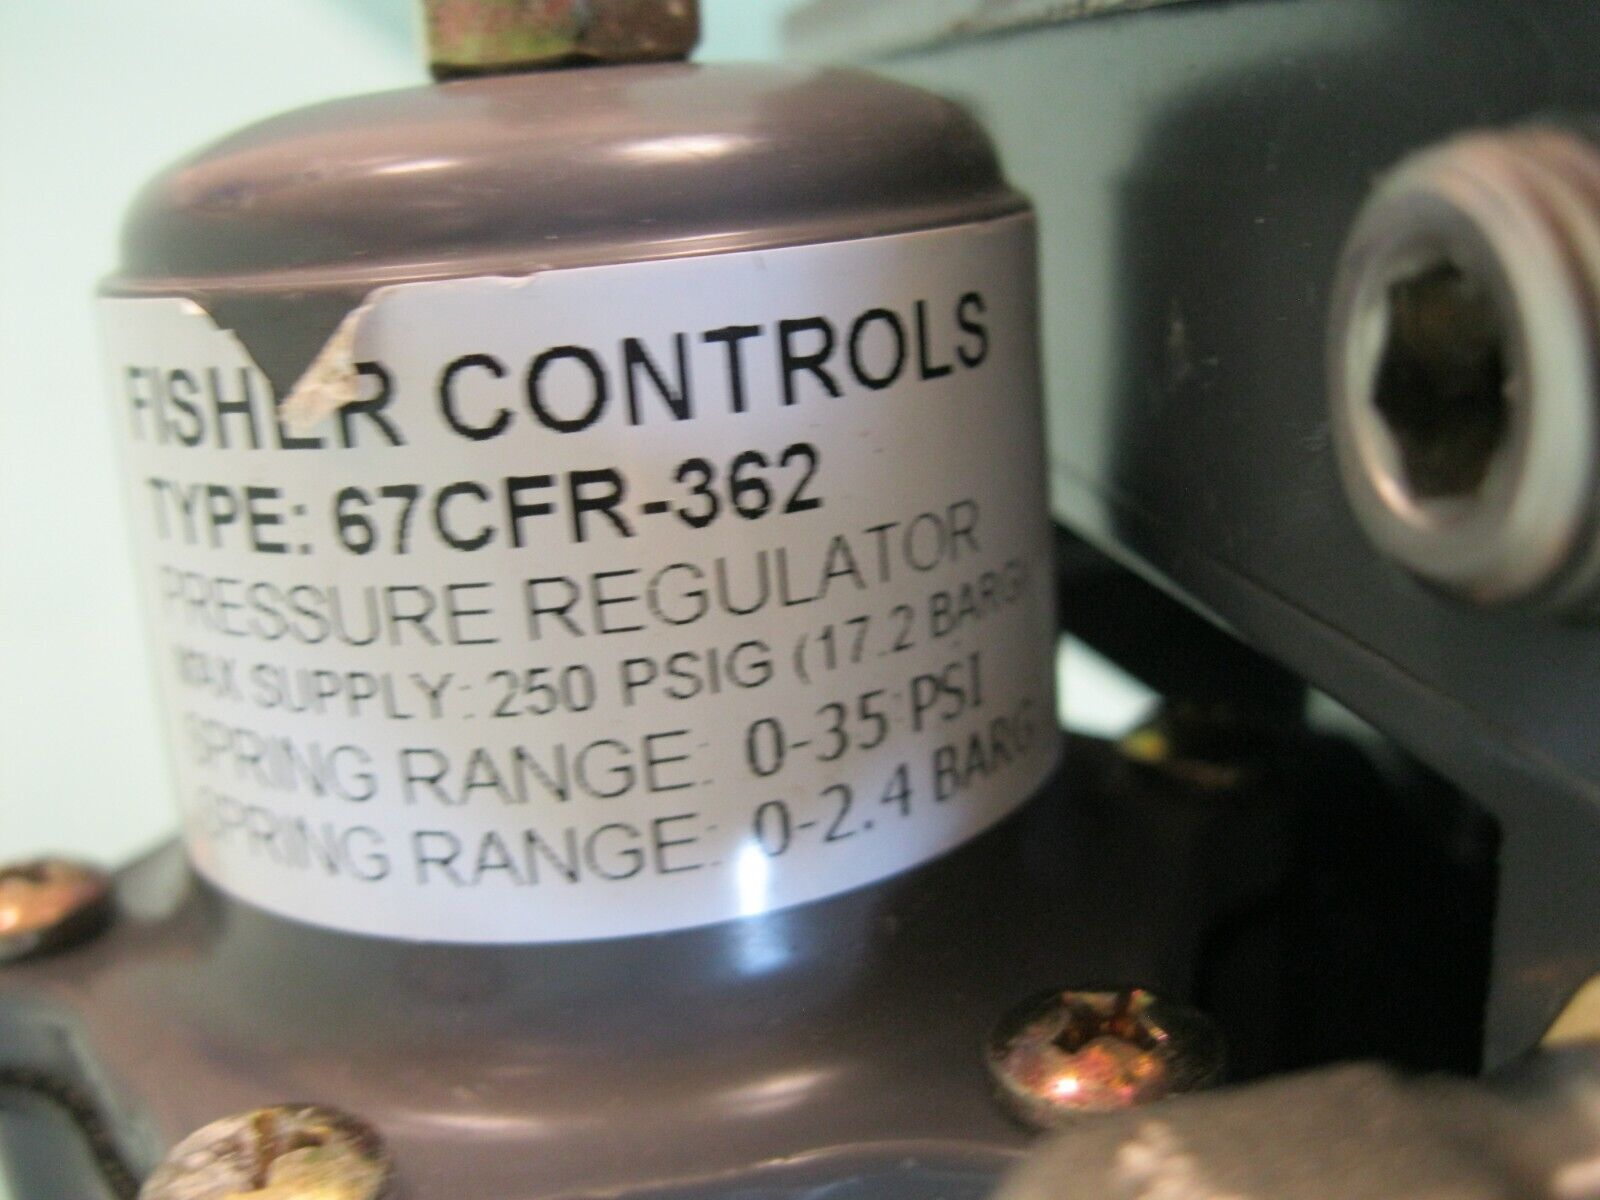 FISHER CONTROLS
TYPE: 67CFR-362
PRESSURE REGULATOR
MAX SUPPLY: 250 PSIG (17.2 BARG)
SPRING RANGE: 0-35 PSI
SPRING RANGE: 0-2.4 BARG